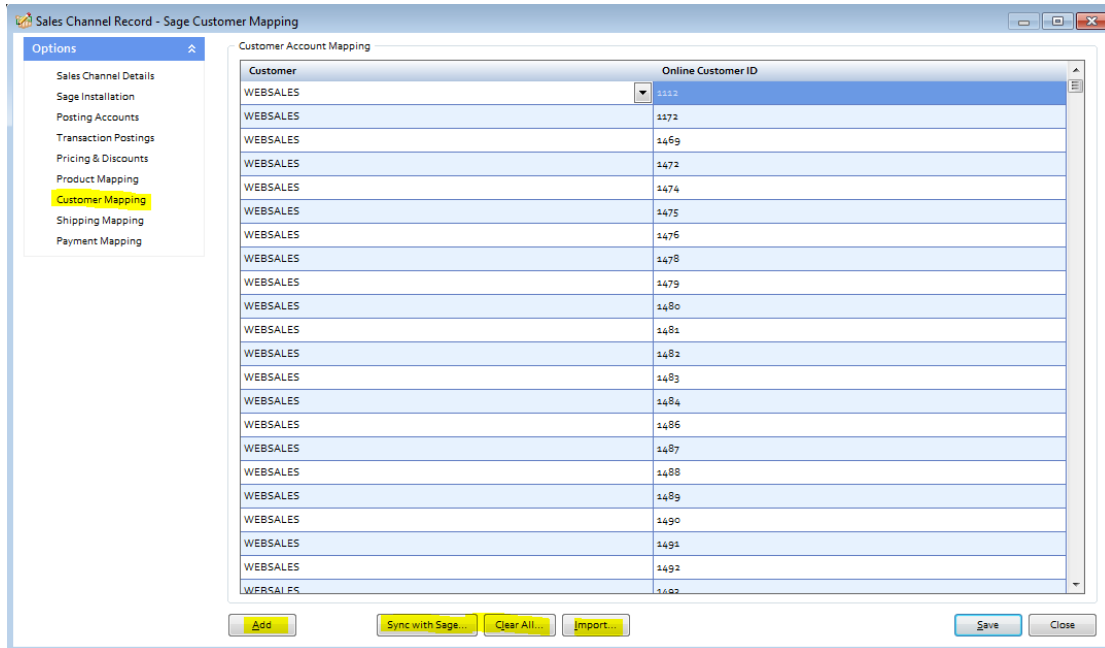 Sales Channel Record - Sage Customer Mapping
Options
Sales Channel Details
Sage Installation
Posting Accounts
Transaction Postings
Pricing & Discounts
Product Mapping
Customer Mapping
Shipping Mapping
Payment Mapping
Customer Account Mapping
Customer Online Customer ID
WEBSALES 1112
WEBSALES 1172
WEBSALES 1469
WEBSALES 1472
WEBSALES 1474
WEBSALES 1475
WEBSALES 1476
WEBSALES 1478
WEBSALES 1479
WEBSALES 1480
WEBSALES 1481
WEBSALES 1482
WEBSALES 1483
WEBSALES 1484
WEBSALES 1486
WEBSALES 1487
WEBSALES 1488
WEBSALES 1489
WEBSALES 1490
WEBSALES 1491
WEBSALES 1492
WEBSALES 1493
Add Sync with Sage... Clear All... Import... Save Close